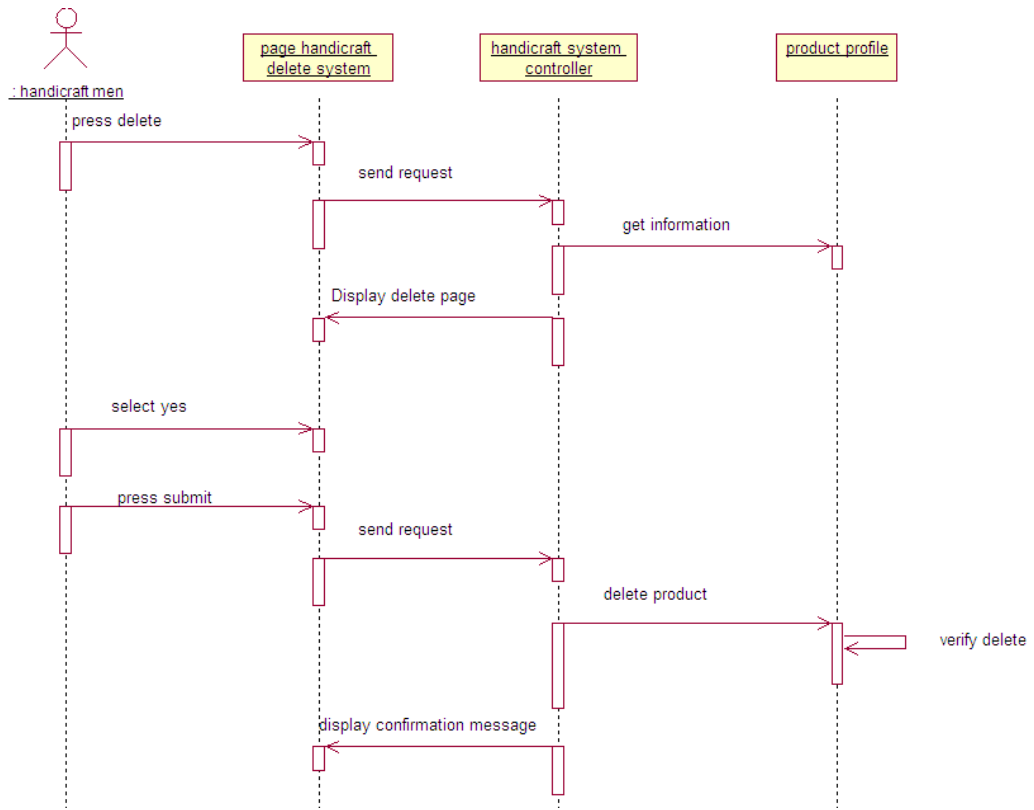 page handicraft
delete system
handicraft system
controller
product profile
: handicraft men
press delete
send request
get information
Display delete page
select yes
press submit
send request
delete product
verify delete
display confirmation message